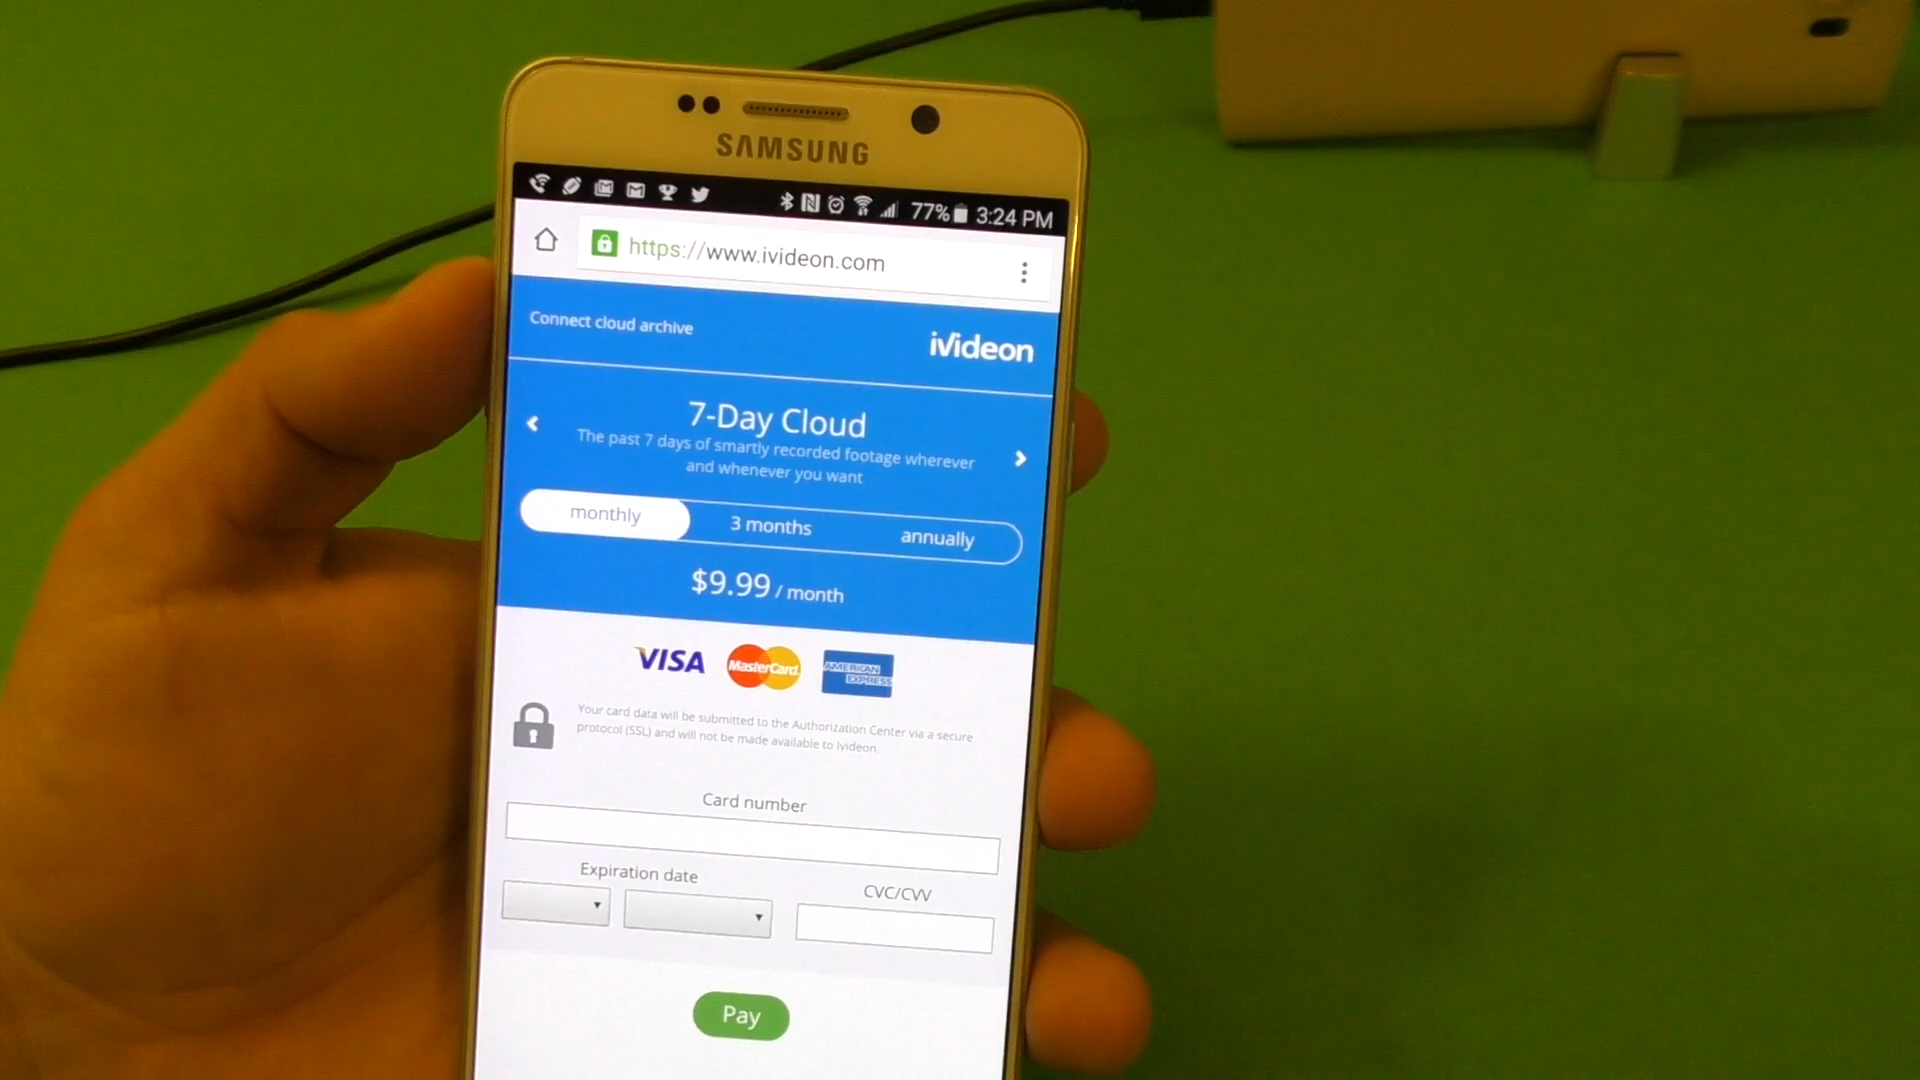 SAMSUNG
77% 3:24 PM
https://www.ivideon.com
Connect cloud archive
iVideon
7-Day Cloud
The past 7 days of smartly recorded footage wherever
and whenever you want
monthly 3 months annually
$9.99 / month
VISA MasterCard AMERICAN EXPRESS
Your card data will be submitted to the Authorization Center via a secure
protocol (SSL) and will not be made available to Ivideon.
Card number
Expiration date
CVC/CVV
Pay